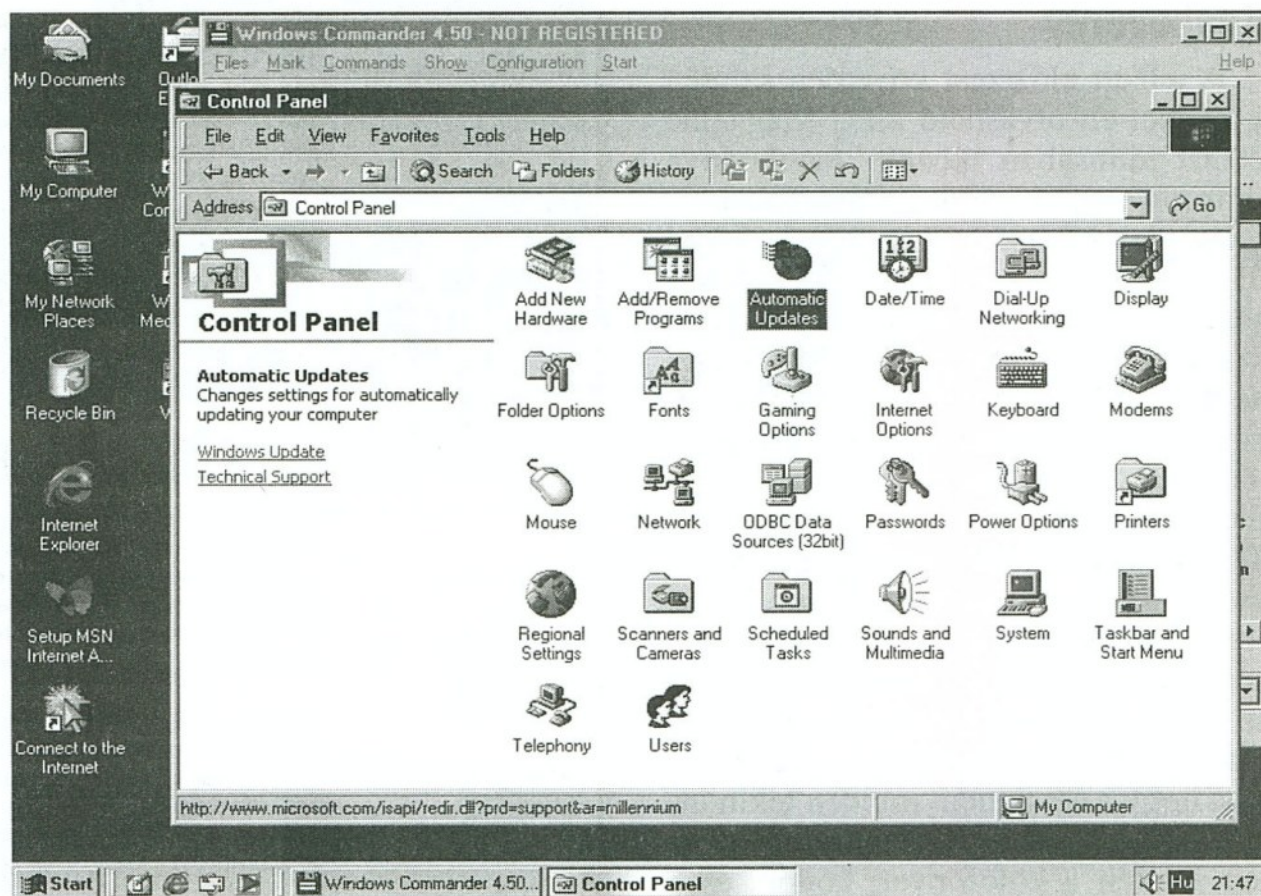 My Documents
Outlo
E
My Computer
W
Cor
My Network
Places
W
Med
Recycle Bin
W
Internet
Explorer
Setup MSN
Internet A...
Connect to the
Internet
Windows Commander 4.50 - NOT REGISTERED
Files Mark Commands Show Configuration Start Help
Control Panel
File Edit View Favorites Tools Help
Back Search Folders History
Address Control Panel Go
Control Panel
Automatic Updates
Changes settings for automatically
updating your computer
Windows Update
Technical Support
Add New
Hardware
Add/Remove
Programs
Automatic
Updates
Date/Time
Dial-Up
Networking
Display
Folder Options
Fonts
Gaming
Options
Internet
Options
Keyboard
Modems
Mouse
Network
ODBC Data
Sources (32bit)
Passwords
Power Options
Printers
Regional
Settings
Scanners and
Cameras
Scheduled
Tasks
Sounds and
Multimedia
System
Taskbar and
Start Menu
Telephony
Users
http://www.microsoft.com/isapi/redir.dll?prd=support&ar=millennium
My Computer
Start Windows Commander 4.50... Control Panel Hu 21:47